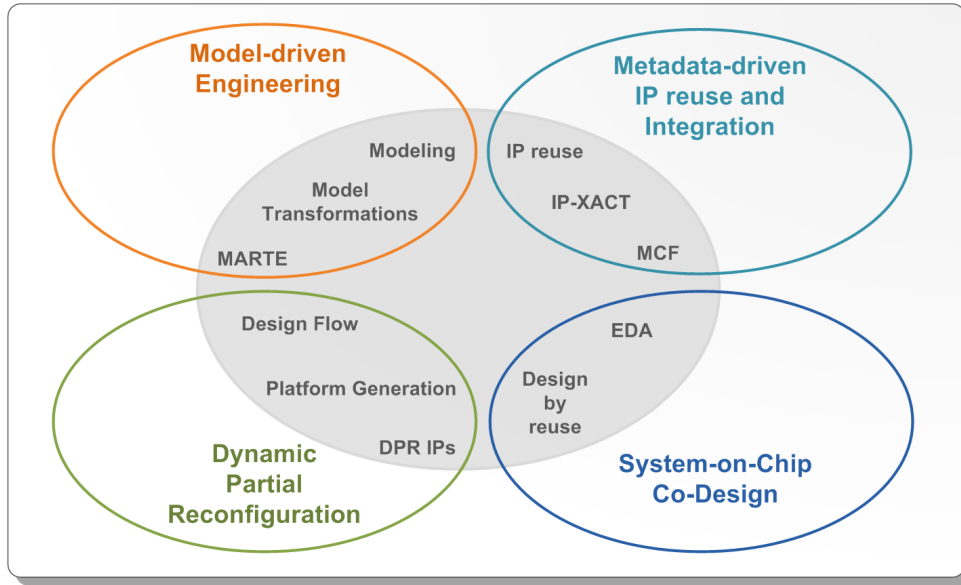 Model-driven
Engineering
Metadata-driven
IP reuse and
Integration
Modeling
IP reuse
Model
Transformations
IP-XACT
MARTE
MCF
Design Flow
EDA
Platform Generation
Design
by
reuse
DPR IPs
Dynamic
Partial
Reconfiguration
System-on-Chip
Co-Design